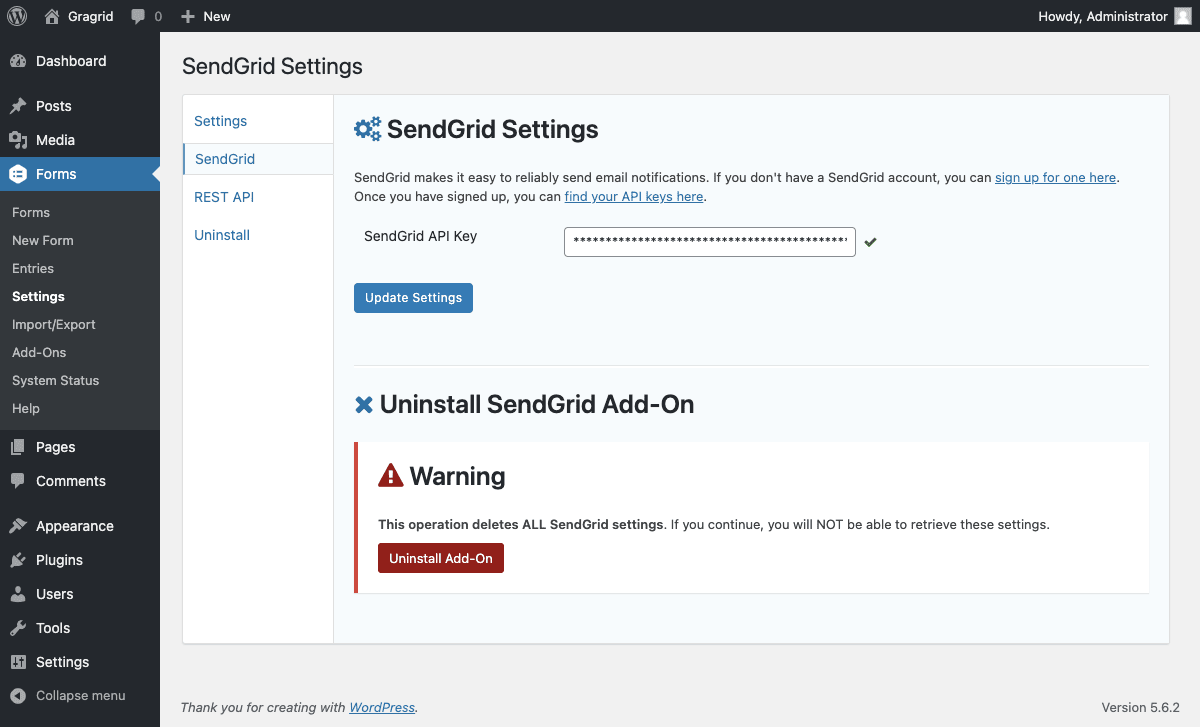 Gragrid 0 New Howdy, Administrator
Dashboard
Posts
Media
Forms
Forms
New Form
Entries
Settings
Import/Export
Add-Ons
System Status
Help
Pages
Comments
Appearance
Plugins
Users
Tools
Settings
Collapse menu
SendGrid Settings
Settings
SendGrid
REST API
Uninstall
SendGrid Settings
SendGrid makes it easy to reliably send email notifications. If you don't have a SendGrid account, you can sign up for one here.
Once you have signed up, you can find your API keys here.
SendGrid API Key
Update Settings
Uninstall SendGrid Add-On
Warning
This operation deletes ALL SendGrid settings. If you continue, you will NOT be able to retrieve these settings.
Uninstall Add-On
Thank you for creating with WordPress.
Version 5.6.2